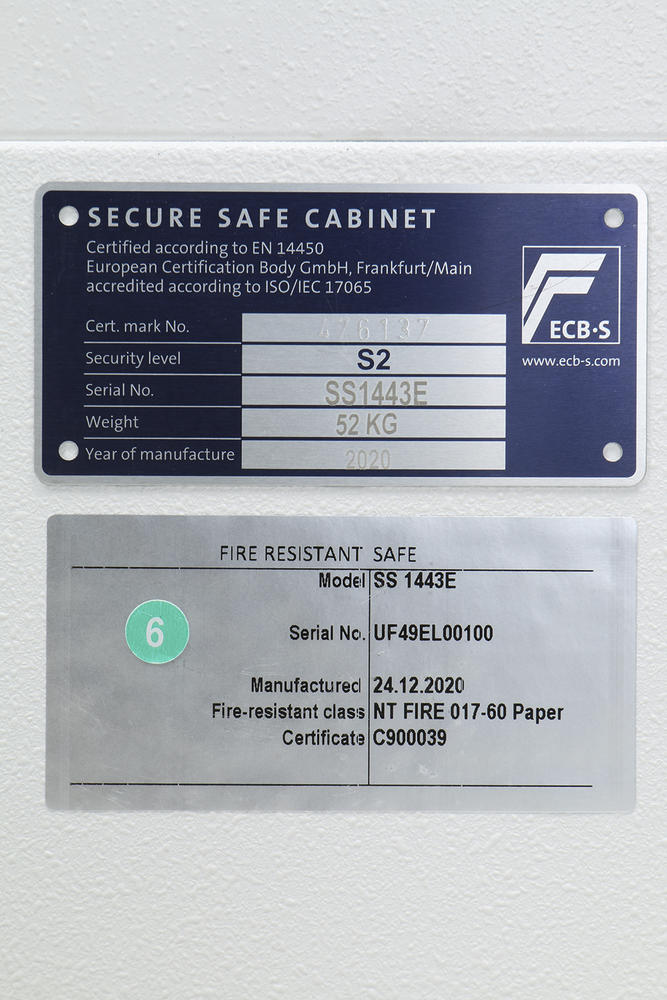 SECURE SAFE CABINET
Certified according to EN 14450
European Certification Body GmbH, Frankfurt/Main
accredited according to ISO/IEC 17065
Cert. mark No. 476137
Security level S2
Serial No. SS1443E
Weight 52 KG
Year of manufacture 2020
ECB·S
www.ecb-s.com
FIRE RESISTANT SAFE
Model SS 1443E
6
Serial No. UF49EL00100
Manufactured 24.12.2020
Fire-resistant class NT FIRE 017-60 Paper
Certificate C900039